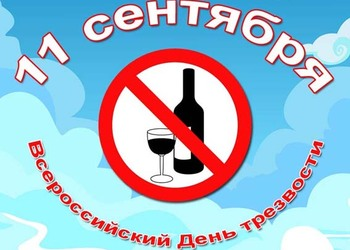 11 сентября
Всероссийский День трезвости